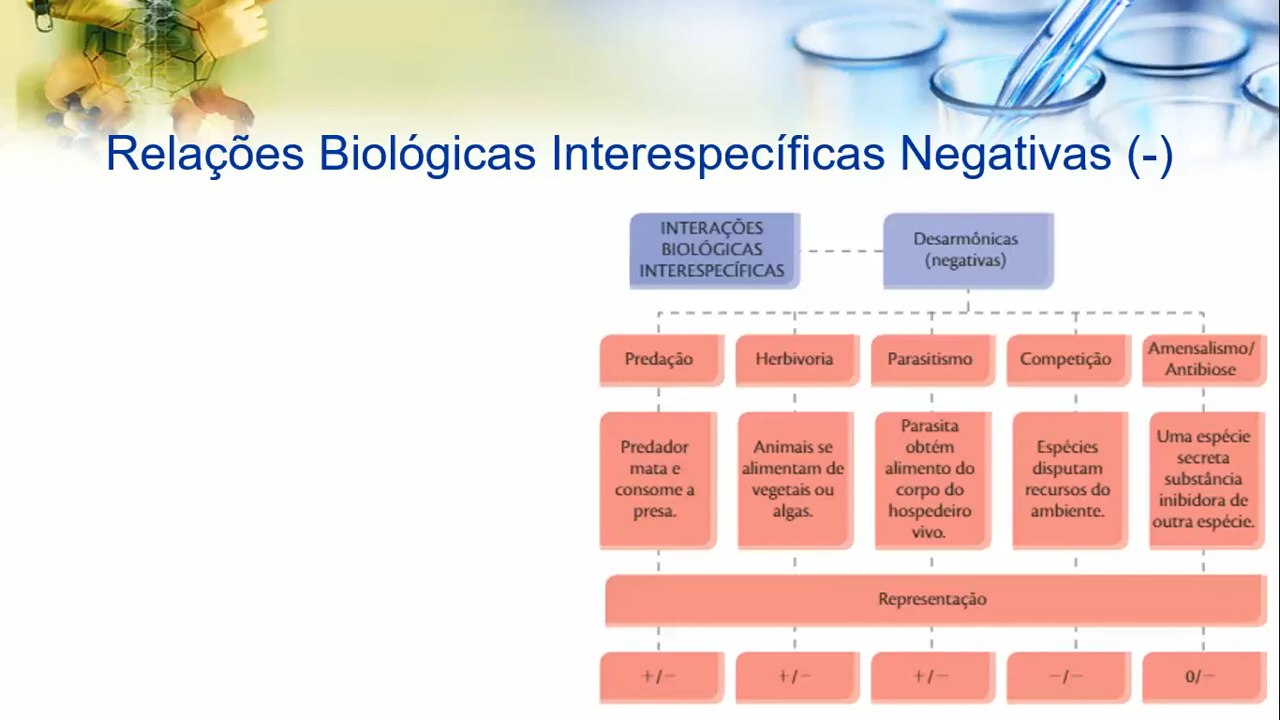 Relações Biológicas Interespecíficas Negativas (-)
INTERAÇÕES
BIOLÓGICAS
INTERESPECÍFICAS
Desarmônicas
(negativas)
Predação
Herbivoria
Parasitismo
Competição
Amensalismo/
Antibiose
Predador
mata e
consome a
presa.
Animais se
alimentam de
vegetais ou
algas.
Parasita
obtém
alimento do
corpo do
hospedeiro
vivo.
Espécies
disputam
recursos do
ambiente.
Uma espécie
secreta
substância
inibidora de
outra espécie.
Representação
+/−
+/−
+/−
−/−
0/−